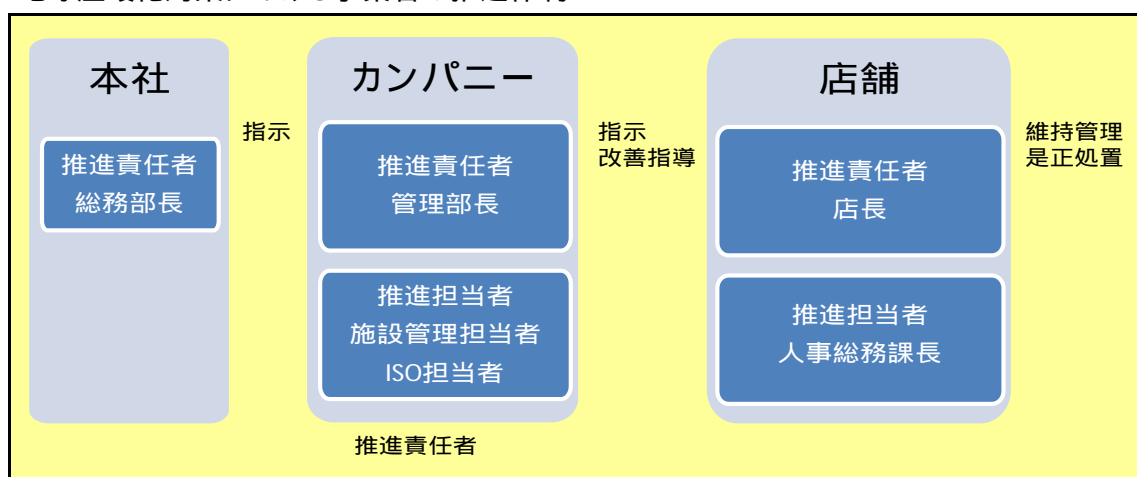 本社
推進責任者
総務部長
指示
カンパニー
推進責任者
管理部長
推進担当者
施設管理担当者
ISO担当者
推進責任者
指示
改善指導
店舗
推進責任者
店長
推進担当者
人事総務課長
維持管理
是正処置